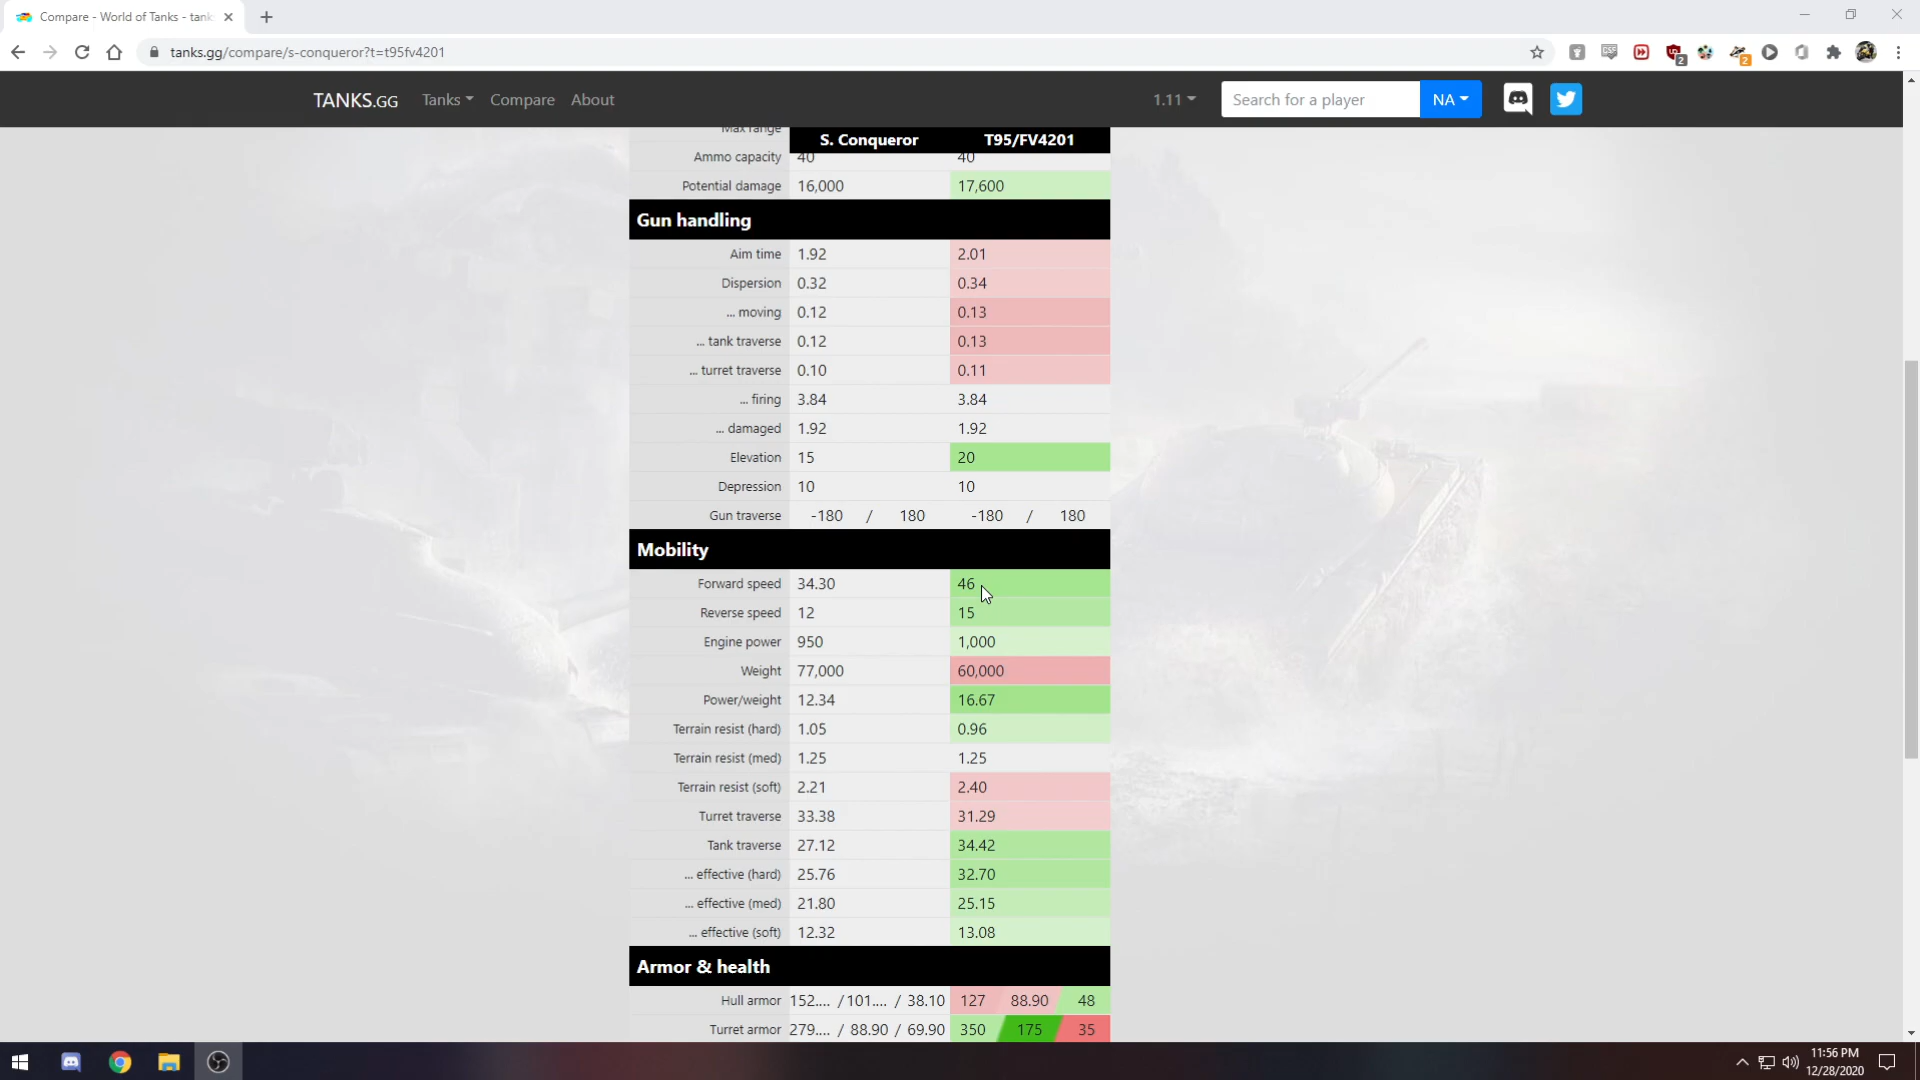 Compare - World of Tanks - tank
tanks.gg/compare/s-conqueror?t=t95fv4201
2
2
TANKS.GG Tanks Compare About 1.11 Search for a player NA
Max range S. Conqueror T95/FV4201
Ammo capacity 40 40
Potential damage 16,000 17,600
Gun handling
Aim time 1.92 2.01
Dispersion 0.32 0.34
... moving 0.12 0.13
... tank traverse 0.12 0.13
... turret traverse 0.10 0.11
... firing 3.84 3.84
... damaged 1.92 1.92
Elevation 15 20
Depression 10 10
Gun traverse -180 / 180 -180 / 180
Mobility
Forward speed 34.30 46
Reverse speed 12 15
Engine power 950 1,000
Weight 77,000 60,000
Power/weight 12.34 16.67
Terrain resist (hard) 1.05 0.96
Terrain resist (med) 1.25 1.25
Terrain resist (soft) 2.21 2.40
Turret traverse 33.38 31.29
Tank traverse 27.12 34.42
... effective (hard) 25.76 32.70
... effective (med) 21.80 25.15
... effective (soft) 12.32 13.08
Armor & health
Hull armor 152.... / 101.... / 38.10 127 88.90 48
Turret armor 279.... / 88.90 / 69.90 350 175 35
11:56 PM
12/28/2020